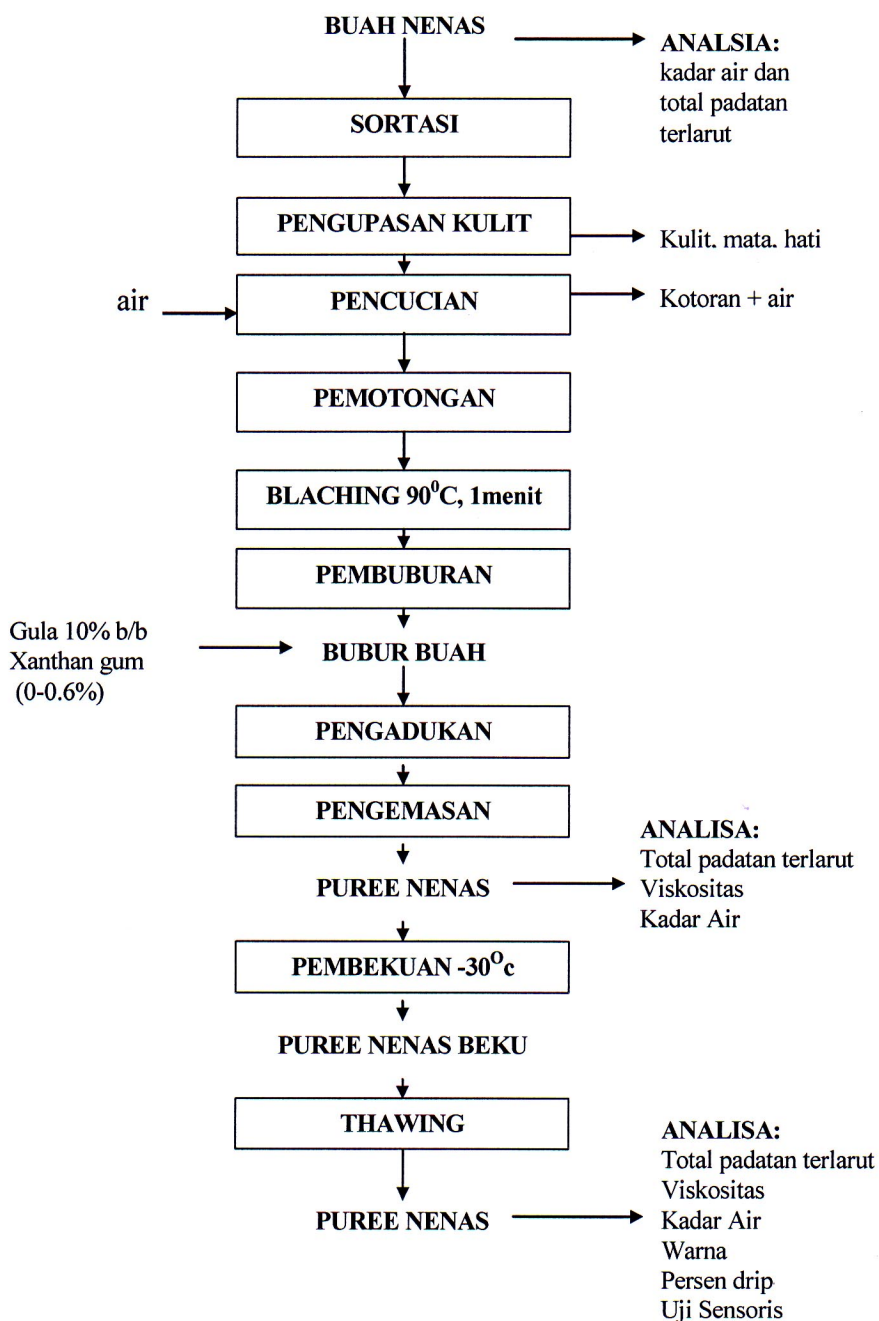 BUAH NENAS
ANALSIA:
kadar air dan
total padatan
terlarut
SORTASI
PENGUPASAN KULIT
Kulit, mata, hati
air
PENCUCIAN
Kotoran + air
PEMOTONGAN
BLACHING 90⁰C, 1menit
PEMBUBURAN
Gula 10% b/b
Xanthan gum
(0-0.6%)
BUBUR BUAH
PENGADUKAN
PENGEMASAN
PUREE NENAS
ANALISA:
Total padatan terlarut
Viskositas
Kadar Air
PEMBEKUAN -30ᴼc
PUREE NENAS BEKU
THAWING
PUREE NENAS
ANALISA:
Total padatan terlarut
Viskositas
Kadar Air
Warna
Persen drip
Uji Sensoris